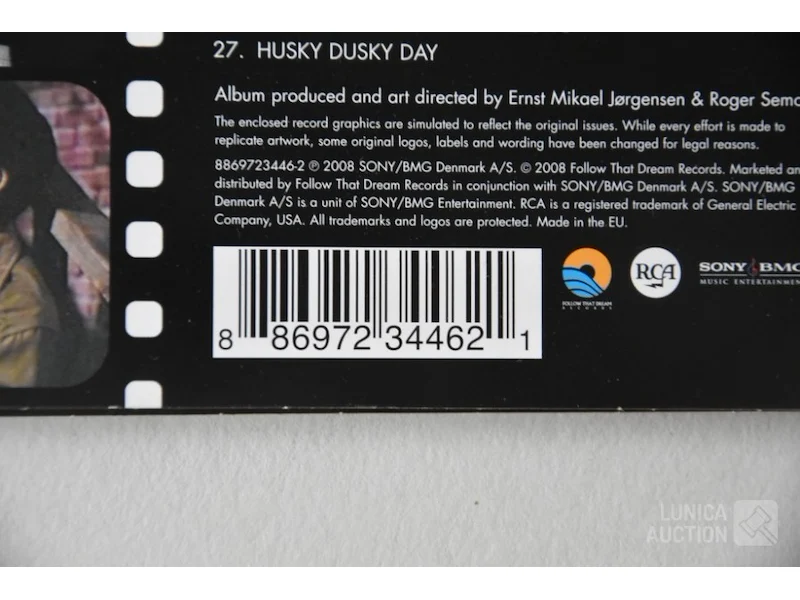 27. HUSKY DUSKY DAY
Album produced and art directed by Ernst Mikael Jørgensen & Roger
The enclosed record graphics are simulated to reflect the original issues. While every effort is made to
replicate artwork, some original logos, labels and wording have been changed for legal reasons.
8869723446-2 ℗ 2008 SONY/BMG Denmark A/S. © 2008 Follow That Dream Records. Marketed
distributed by Follow That Dream Records in conjunction with SONY/BMG Denmark A/S. SONY/BMG
Denmark A/S is a unit of SONY/BMG Entertainment. RCA is a registered trademark of General Electric
Company, USA. All trademarks and logos are protected. Made in the EU.
8 86972 34462 1
FOLLOW THAT DREAM
RECORDS
RCA
SONY BMG
MUSIC ENTERTAINMENT
LUNICA
AUCTION